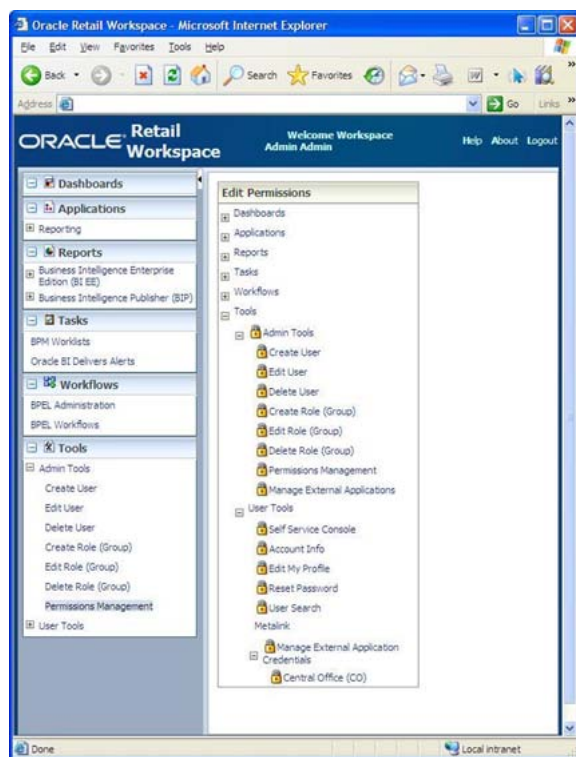 Oracle Retail Workspace - Microsoft Internet Explorer
File Edit View Favorites Tools Help
Back Search Favorites
Address Go Links
ORACLE Retail
Workspace
Welcome Workspace
Admin Admin
Help About Logout
Dashboards
Applications
Reporting
Reports
Business Intelligence Enterprise
Edition (BI EE)
Business Intelligence Publisher (BIP)
Tasks
BPM Worklists
Oracle BI Delivers Alerts
Workflows
BPEL Administration
BPEL Workflows
Tools
Admin Tools
Create User
Edit User
Delete User
Create Role (Group)
Edit Role (Group)
Delete Role (Group)
Permissions Management
User Tools
Edit Permissions
Dashboards
Applications
Reports
Tasks
Workflows
Tools
Admin Tools
Create User
Edit User
Delete User
Create Role (Group)
Edit Role (Group)
Delete Role (Group)
Permissions Management
Manage External Applications
User Tools
Self Service Console
Account Info
Edit My Profile
Reset Password
User Search
Metalink
Manage External Application
Credentials
Central Office (CO)
Done
Local intranet